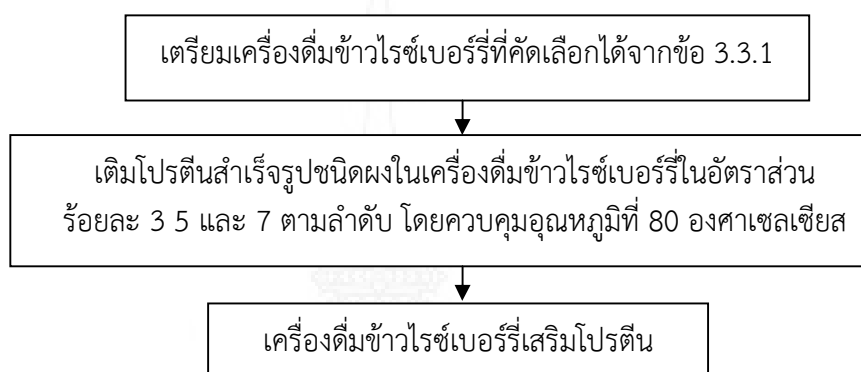 เตรียมเครื่องดื่มข้าวไรซ์เบอร์รี่ที่คัดเลือกได้จากข้อ 3.3.1
เติมโปรตีนสำเร็จรูปชนิดผงในเครื่องดื่มข้าวไรซ์เบอร์รี่ในอัตราส่วน
ร้อยละ 3 5 และ 7 ตามลำดับ โดยควบคุมอุณหภูมิที่ 80 องศาเซลเซียส
เครื่องดื่มข้าวไรซ์เบอร์รี่เสริมโปรตีน